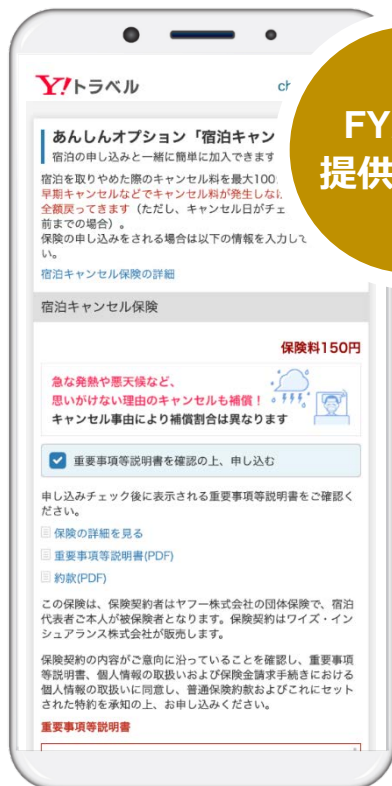 Y!トラベル
FY
提供
あんしんオプション「宿泊キャン
宿泊の申し込みと一緒に簡単に加入できます
宿泊を取りやめた際のキャンセル料を最大100
早期キャンセルなどでキャンセル料が発生しな
全額戻ってきます（ただし、キャンセル日がチェ
前までの場合）。
保険の申し込みをされる場合は以下の情報を入力して
い。
宿泊キャンセル保険の詳細
宿泊キャンセル保険
保険料150円
急な発熱や悪天候など、
思いがけない理由のキャンセルも補償！
キャンセル事由により補償割合は異なります
重要事項等説明書を確認の上、申し込む
申し込みチェック後に表示される重要事項等説明書をご確認く
ださい。
保険の詳細を見る
重要事項等説明書(PDF)
約款(PDF)
この保険は、保険契約者はヤフー株式会社の団体保険で、宿泊
代表者ご本人が被保険者となります。保険契約はワイズ・イン
シュアランス株式会社が販売します。
保険契約の内容がご意向に沿っていることを確認し、重要事項
等説明書、個人情報の取扱いおよび保険金請求手続きにおける
個人情報の取扱いに同意し、普通保険約款およびこれにセット
された特約を承知の上、お申し込みください。
重要事項等説明書